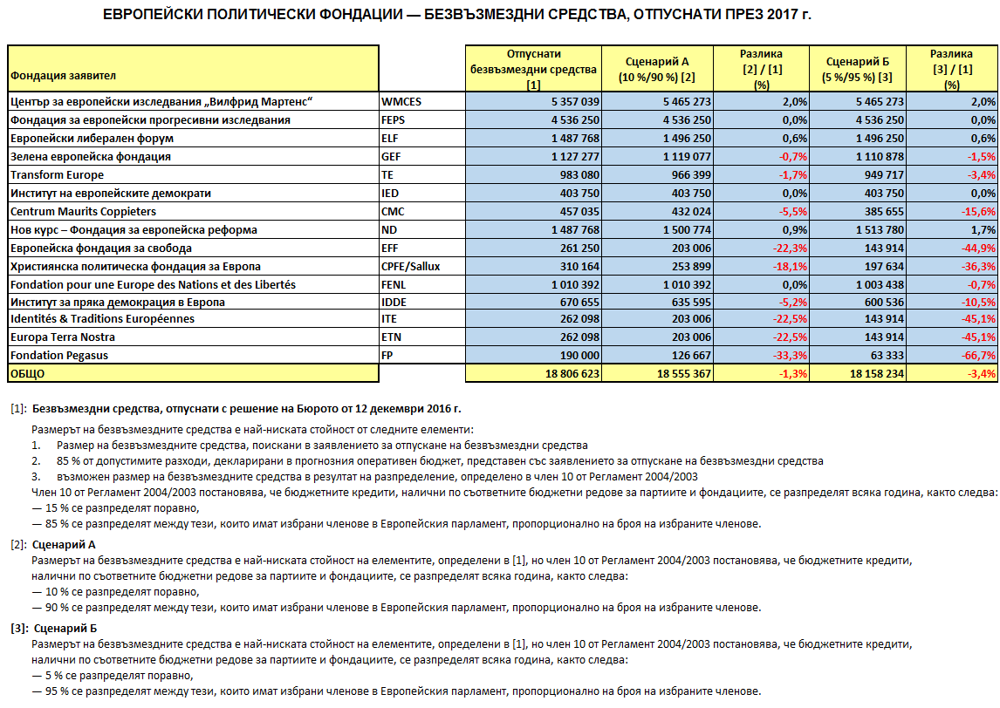 ЕВРОПЕЙСКИ ПОЛИТИЧЕСКИ ФОНДАЦИИ — БЕЗВЪЗМЕЗДНИ СРЕДСТВА, ОТПУСНАТИ ПРЕЗ 2017 г.
Фондация заявител Отпуснати безвъзмездни средства [1] Сценарий А (10 %/90 %) [2] Разлика [2] / [1] (%) Сценарий Б (5 %/95 %) [3] Разлика [3] / [1] (%)
Център за европейски изследвания „Вилфрид Мартенс“ WMCES 5 357 039 5 465 273 2,0% 5 465 273 2,0%
Фондация за европейски прогресивни изследвания FEPS 4 536 250 4 536 250 0,0% 4 536 250 0,0%
Европейски либерален форум ELF 1 487 768 1 496 250 0,6% 1 496 250 0,6%
Зелена европейска фондация GEF 1 127 277 1 119 077 -0,7% 1 110 878 -1,5%
Transform Europe TE 983 080 966 399 -1,7% 949 717 -3,4%
Институт на европейските демократи IED 403 750 403 750 0,0% 403 750 0,0%
Centrum Maurits Coppieters CMC 457 035 432 024 -5,5% 385 655 -15,6%
Нов курс – Фондация за европейска реформа ND 1 487 768 1 500 774 0,9% 1 513 780 1,7%
Европейска фондация за свобода EFF 261 250 203 006 -22,3% 143 914 -44,9%
Християнска политическа фондация за Европа CPFE/Sallux 310 164 253 899 -18,1% 197 634 -36,3%
Fondation pour une Europe des Nations et des Libertés FENL 1 010 392 1 010 392 0,0% 1 003 438 -0,7%
Институт за пряка демокрация в Европа IDDE 670 655 635 595 -5,2% 600 536 -10,5%
Identités & Traditions Européennes ITE 262 098 203 006 -22,5% 143 914 -45,1%
Europa Terra Nostra ETN 262 098 203 006 -22,5% 143 914 -45,1%
Fondation Pegasus FP 190 000 126 667 -33,3% 63 333 -66,7%
ОБЩО 18 806 623 18 555 367 -1,3% 18 158 234 -3,4%
[1]: Безвъзмездни средства, отпуснати с решение на Бюрото от 12 декември 2016 г.
Размерът на безвъзмездните средства е най-ниската стойност от следните елементи:
1. Размер на безвъзмездните средства, поискани в заявлението за отпускане на безвъзмездни средства
2. 85 % от допустимите разходи, декларирани в прогнозния оперативен бюджет, представен със заявлението за отпускане на безвъзмездни средства
3. възможен размер на безвъзмездните средства в резултат на разпределение, определено в член 10 от Регламент 2004/2003
Член 10 от Регламент 2004/2003 постановява, че бюджетните кредити, налични по съответните бюджетни редове за партиите и фондациите, се разпределят всяка година, както следва:
— 15 % се разпределят поравно,
— 85 % се разпределят между тези, които имат избрани членове в Европейския парламент, пропорционално на броя на избраните членове.
[2]: Сценарий А
Размерът на безвъзмездните средства е най-ниската стойност на елементите, определени в [1], но член 10 от Регламент 2004/2003 постановява, че бюджетните кредити,
налични по съответните бюджетни редове за партиите и фондациите, се разпределят всяка година, както следва:
— 10 % се разпределят поравно,
— 90 % се разпределят между тези, които имат избрани членове в Европейския парламент, пропорционално на броя на избраните членове.
[3]: Сценарий Б
Размерът на безвъзмездните средства е най-ниската стойност на елементите, определени в [1], но член 10 от Регламент 2004/2003 постановява, че бюджетните кредити,
налични по съответните бюджетни редове за партиите и фондациите, се разпределят всяка година, както следва:
— 5 % се разпределят поравно,
— 95 % се разпределят между тези, които имат избрани членове в Европейския парламент, пропорционално на броя на избраните членове.